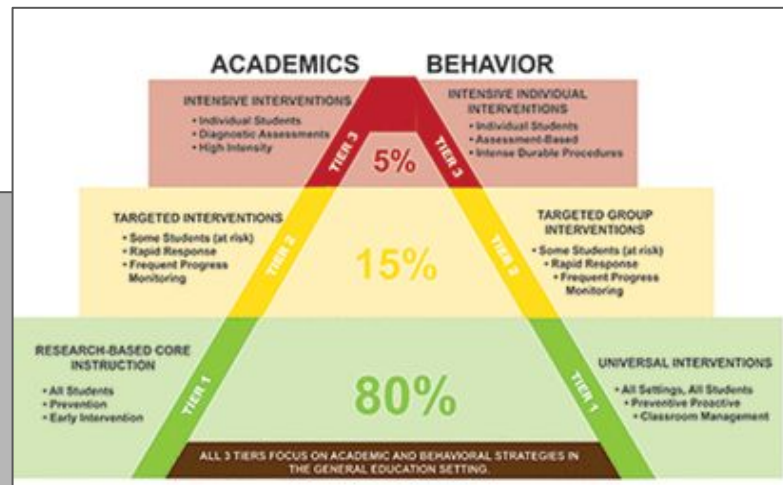 ACADEMICS
BEHAVIOR
INTENSIVE INTERVENTIONS
• Individual Students
• Diagnostic Assessments
• High Intensity
TIER 3
5%
TIER 3
INTENSIVE INDIVIDUAL
INTERVENTIONS
• Individual Students
• Assessment-Based
• Intense Durable Procedures
TARGETED INTERVENTIONS
• Some Students (at risk)
• Rapid Response
• Frequent Progress
Monitoring
TIER 2
15%
TIER 2
TARGETED GROUP
INTERVENTIONS
• Some Students (at risk)
• Rapid Response
• Frequent Progress
Monitoring
RESEARCH-BASED CORE
INSTRUCTION
• All Students
• Prevention
• Early Intervention
TIER 1
80%
TIER 1
UNIVERSAL INTERVENTIONS
• All Settings, All Students
• Preventive Proactive
• Classroom Management
ALL 3 TIERS FOCUS ON ACADEMIC AND BEHAVIORAL STRATEGIES IN
THE GENERAL EDUCATION SETTING.